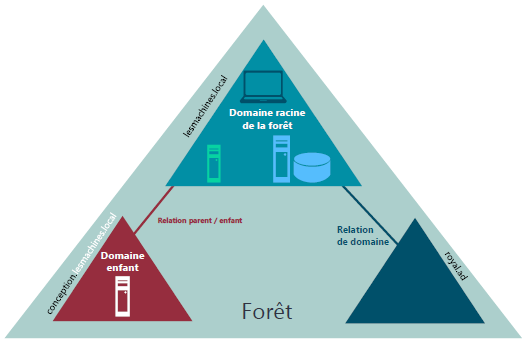 lesmachines.local
Domaine racine
de la forêt
Relation parent / enfant
Relation
de domaine
conception.lesmachines.local
Domaine
enfant
royal.ad
Forêt